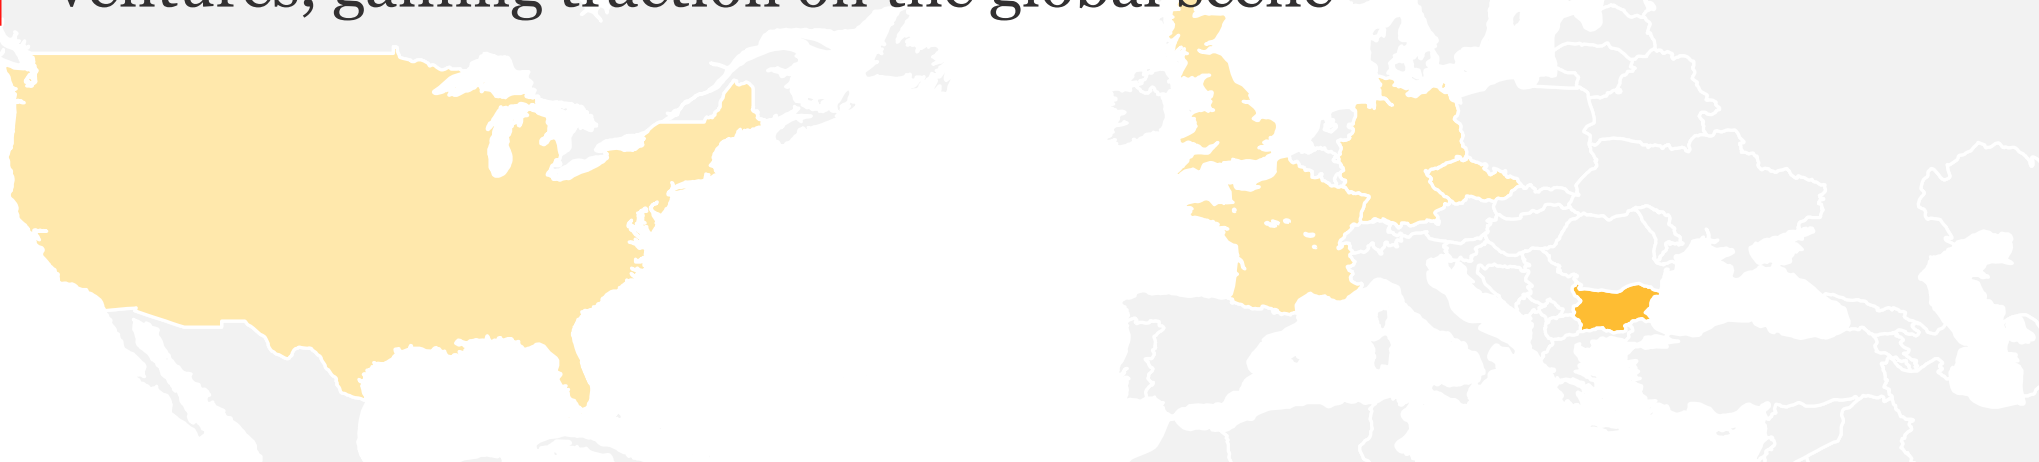 ventures, gaining traction on the global scene